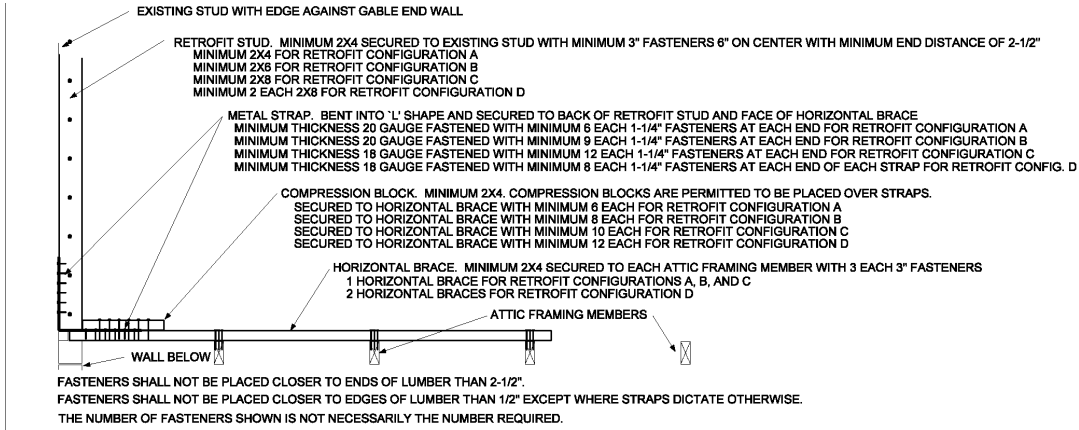 EXISTING STUD WITH EDGE AGAINST GABLE END WALL
RETROFIT STUD. MINIMUM 2X4 SECURED TO EXISTING STUD WITH MINIMUM 3" FASTENERS 6" ON CENTER WITH MINIMUM END DISTANCE OF 2-1/2"
MINIMUM 2X4 FOR RETROFIT CONFIGURATION A
MINIMUM 2X6 FOR RETROFIT CONFIGURATION B
MINIMUM 2X8 FOR RETROFIT CONFIGURATION C
MINIMUM 2 EACH 2X8 FOR RETROFIT CONFIGURATION D
METAL STRAP. BENT INTO `L' SHAPE AND SECURED TO BACK OF RETROFIT STUD AND FACE OF HORIZONTAL BRACE
MINIMUM THICKNESS 20 GAUGE FASTENED WITH MINIMUM 6 EACH 1-1/4" FASTENERS AT EACH END FOR RETROFIT CONFIGURATION A
MINIMUM THICKNESS 20 GAUGE FASTENED WITH MINIMUM 9 EACH 1-1/4" FASTENERS AT EACH END FOR RETROFIT CONFIGURATION B
MINIMUM THICKNESS 18 GAUGE FASTENED WITH MINIMUM 12 EACH 1-1/4" FASTENERS AT EACH END FOR RETROFIT CONFIGURATION C
MINIMUM THICKNESS 18 GAUGE FASTENED WITH MINIMUM 8 EACH 1-1/4" FASTENERS AT EACH END OF EACH STRAP FOR RETROFIT CONFIG. D
COMPRESSION BLOCK. MINIMUM 2X4. COMPRESSION BLOCKS ARE PERMITTED TO BE PLACED OVER STRAPS.
SECURED TO HORIZONTAL BRACE WITH MINIMUM 6 EACH FOR RETROFIT CONFIGURATION A
SECURED TO HORIZONTAL BRACE WITH MINIMUM 8 EACH FOR RETROFIT CONFIGURATION B
SECURED TO HORIZONTAL BRACE WITH MINIMUM 10 EACH FOR RETROFIT CONFIGURATION C
SECURED TO HORIZONTAL BRACE WITH MINIMUM 12 EACH FOR RETROFIT CONFIGURATION D
HORIZONTAL BRACE. MINIMUM 2X4 SECURED TO EACH ATTIC FRAMING MEMBER WITH 3 EACH 3" FASTENERS
1 HORIZONTAL BRACE FOR RETROFIT CONFIGURATIONS A, B, AND C
2 HORIZONTAL BRACES FOR RETROFIT CONFIGURATION D
ATTIC FRAMING MEMBERS
WALL BELOW
FASTENERS SHALL NOT BE PLACED CLOSER TO ENDS OF LUMBER THAN 2-1/2".
FASTENERS SHALL NOT BE PLACED CLOSER TO EDGES OF LUMBER THAN 1/2" EXCEPT WHERE STRAPS DICTATE OTHERWISE.
THE NUMBER OF FASTENERS SHOWN IS NOT NECESSARILY THE NUMBER REQUIRED.